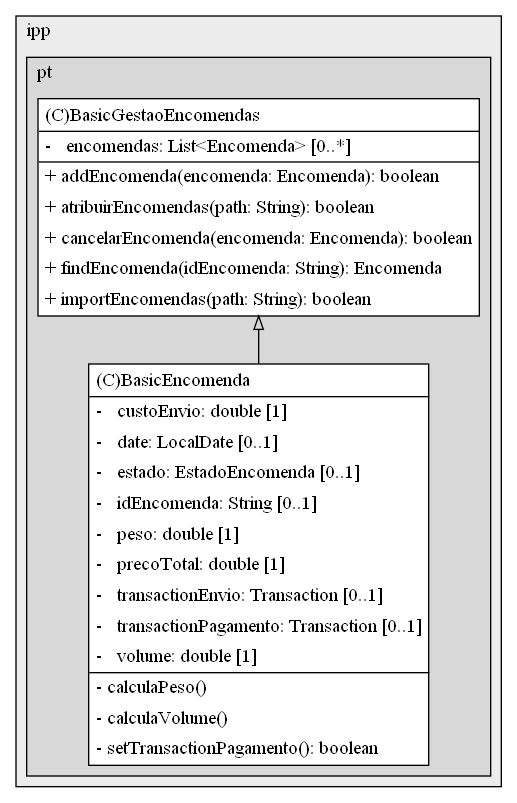 ipp
pt
(C)BasicGestaoEncomendas
- encomendas: List<Encomenda> [0..*]
+ addEncomenda(encomenda: Encomenda): boolean
+ atribuirEncomendas(path: String): boolean
+ cancelarEncomenda(encomenda: Encomenda): boolean
+ findEncomenda(idEncomenda: String): Encomenda
+ importEncomendas(path: String): boolean
(C)BasicEncomenda
- custoEnvio: double [1]
- date: LocalDate [0..1]
- estado: EstadoEncomenda [0..1]
- idEncomenda: String [0..1]
- peso: double [1]
- precoTotal: double [1]
- transactionEnvio: Transaction [0..1]
- transactionPagamento: Transaction [0..1]
- volume: double [1]
- calculaPeso()
- calculaVolume()
- setTransactionPagamento(): boolean